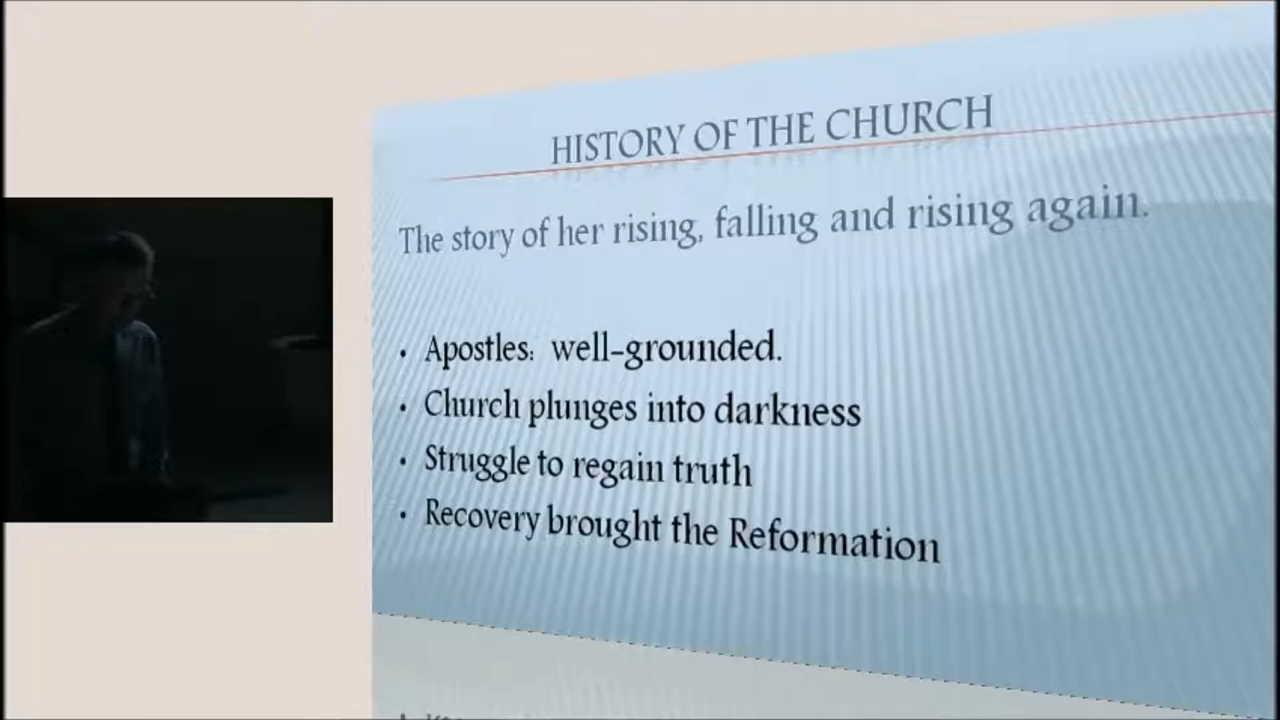 HISTORY OF THE CHURCH
The story of her rising, falling and rising again.
• Apostles: well-grounded.
• Church plunges into darkness
• Struggle to regain truth
• Recovery brought the Reformation